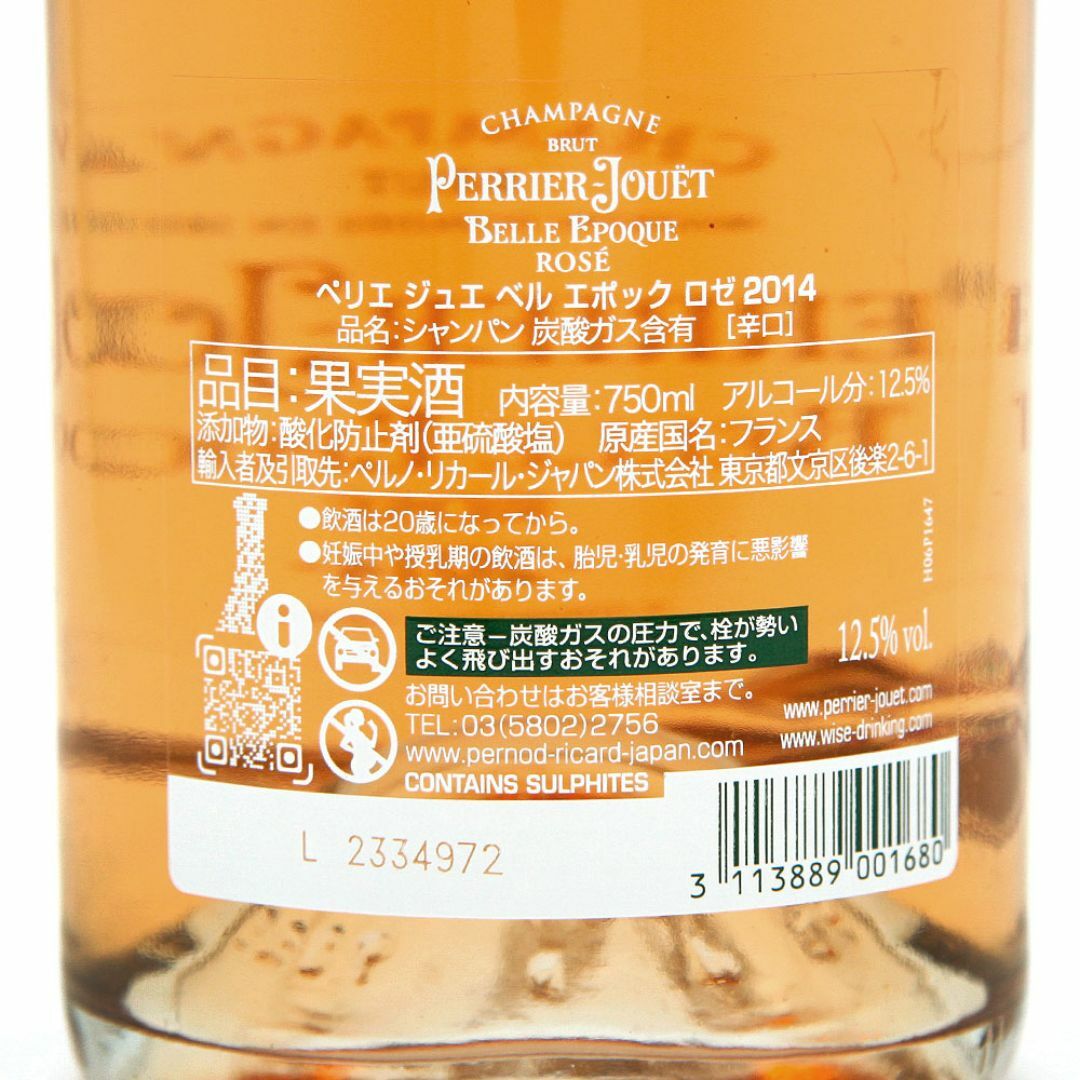 CHAMPAGNE
BRUT
PERRIER-JOUËT
BELLE EPOQUE
ROSÉ
ペリエ ジュエ ベル エポック ロゼ 2014
品名:シャンパン 炭酸ガス含有 [辛口]
品目:果実酒 内容量:750ml アルコール分:12.5%
添加物:酸化防止剤(亜硫酸塩) 原産国名:フランス
輸入者及引取先:ペルノ・リカール・ジャパン株式会社 東京都文京区後楽2-6-1
●飲酒は20歳になってから。
●妊娠中や授乳期の飲酒は、胎児・乳児の発育に悪影響
を与えるおそれがあります。
H06P1647
ご注意−炭酸ガスの圧力で、栓が勢い
よく飛び出すおそれがあります。
12.5% vol.
お問い合わせはお客様相談室まで。
TEL:03(5802)2756
www.pernod-ricard-japan.com
CONTAINS SULPHITES
www.perrier-jouet.com
www.wise-drinking.com
L 2334972
3 113889 001680